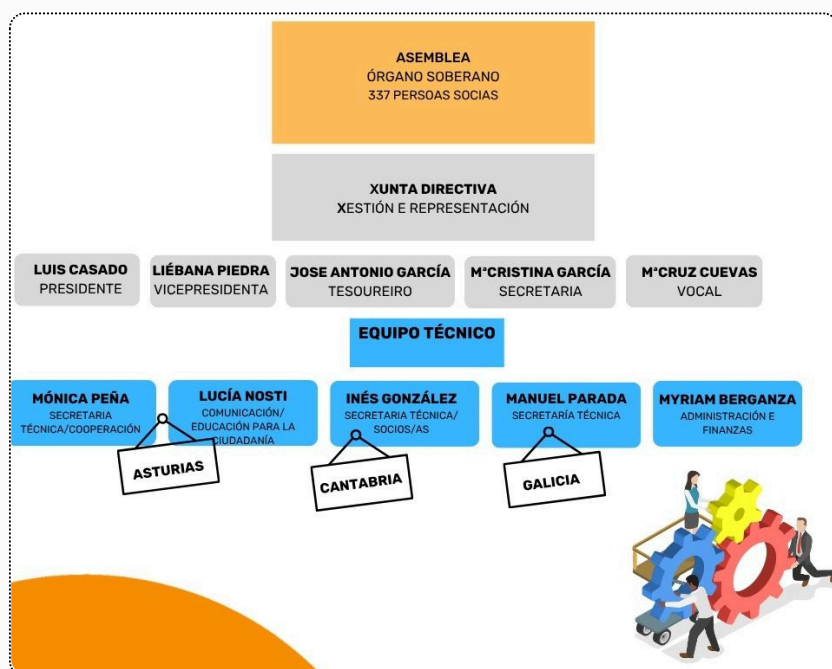 ASEMBLEA
ÓRGANO SOBERANO
337 PERSOAS SOCIAS
XUNTA DIRECTIVA
XESTIÓN E REPRESENTACIÓN
LUIS CASADO
PRESIDENTE
LIÉBANA PIEDRA
VICEPRESIDENTA
JOSE ANTONIO GARCÍA
TESOUREIRO
MªCRISTINA GARCÍA
SECRETARIA
MªCRUZ CUEVAS
VOCAL
EQUIPO TÉCNICO
MÓNICA PEÑA
SECRETARIA
TÉCNICA/COOPERACIÓN
LUCÍA NOSTI
COMUNICACIÓN/
EDUCACIÓN PARA LA
CIUDADANÍA
INÉS GONZÁLEZ
SECRETARIA TÉCNICA/
SOCIOS/AS
MANUEL PARADA
SECRETARÍA TÉCNICA
MYRIAM BERGANZA
ADMINISTRACIÓN E
FINANZAS
ASTURIAS
CANTABRIA
GALICIA